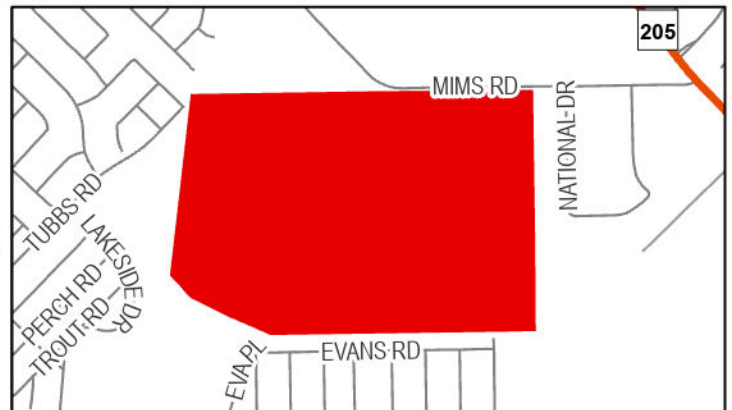 205
MIMS RD
NATIONAL DR
TUBBS RD
LAKESIDE DR
PERCH RD
TROUT RD
EVA PL
EVANS RD